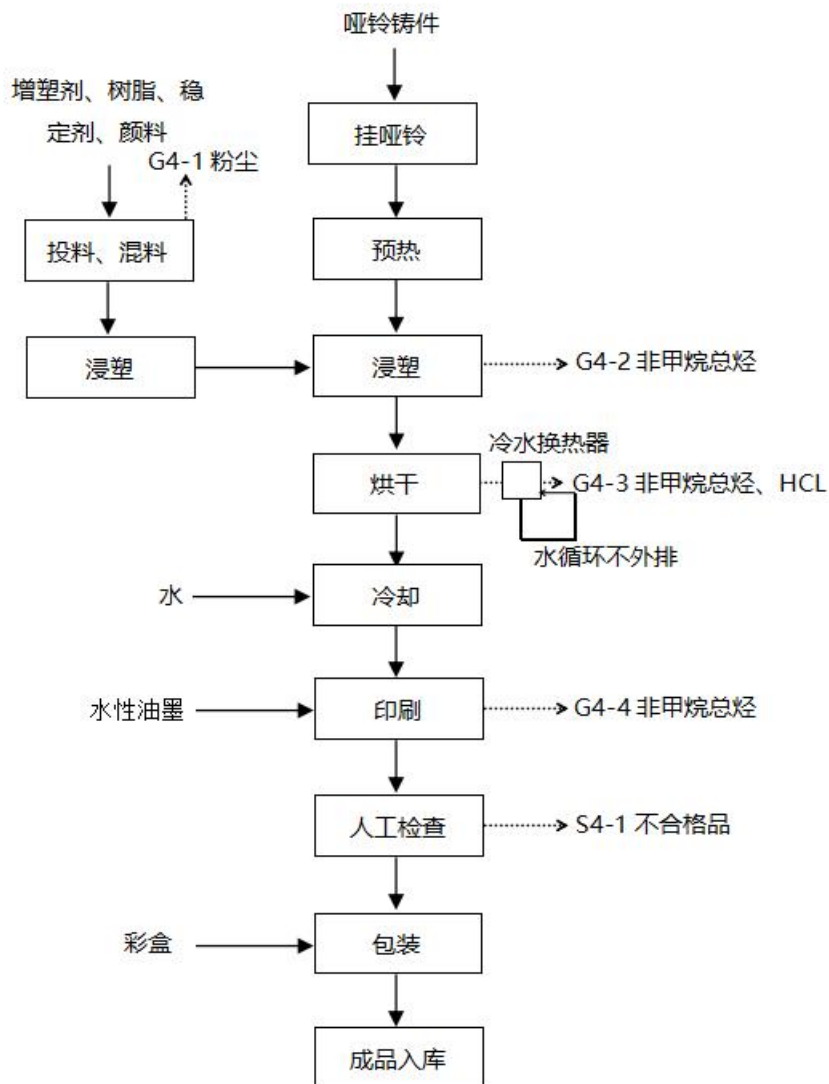 哑铃铸件
增塑剂、树脂、稳
定剂、颜料
G4-1 粉尘
挂哑铃
投料、混料
预热
浸塑
浸塑
G4-2 非甲烷总烃
冷水换热器
烘干
G4-3 非甲烷总烃、HCL
水循环不外排
水
冷却
水性油墨
印刷
G4-4 非甲烷总烃
人工检查
S4-1 不合格品
彩盒
包装
成品入库